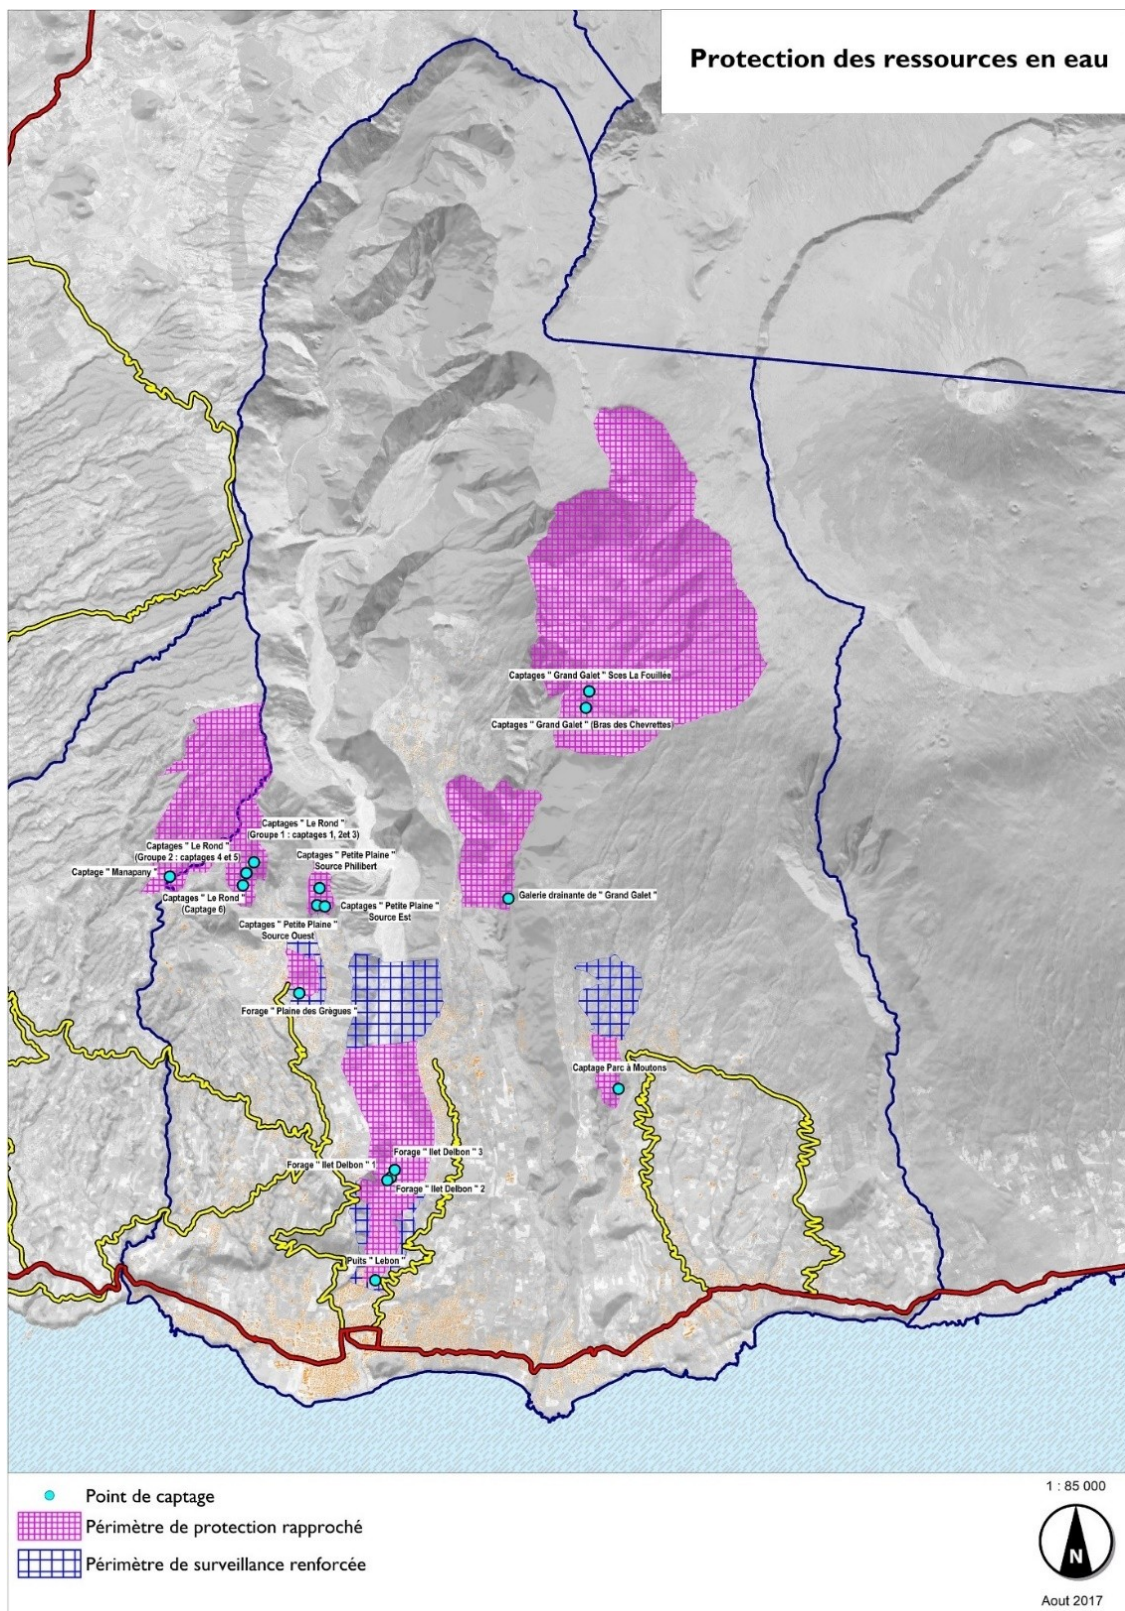 Protection des ressources en eau
Captages " Grand Galet " Sces La Fouillée
Captages " Grand Galet " (Bras des Chevrettes)
Captages " Le Rond "
(Groupe 1 : captages 1, 2et 3)
Captages " Le Rond "
(Groupe 2 : captages 4 et 5)
Captage " Manapany "
Captages " Le Rond "
(Captage 6)
Captages " Petite Plaine "
Source Philibert
Captages " Petite Plaine "
Source Est
Captages " Petite Plaine "
Source Ouest
Galerie drainante de " Grand Galet "
Forage " Plaine des Grègues "
Captage Parc à Moutons
Forage " Ilet Delbon " 3
Forage " Ilet Delbon " 1
Forage " Ilet Delbon " 2
Puits " Lebon "
Point de captage
Périmètre de protection rapproché
Périmètre de surveillance renforcée
1 : 85 000
N
Aout 2017